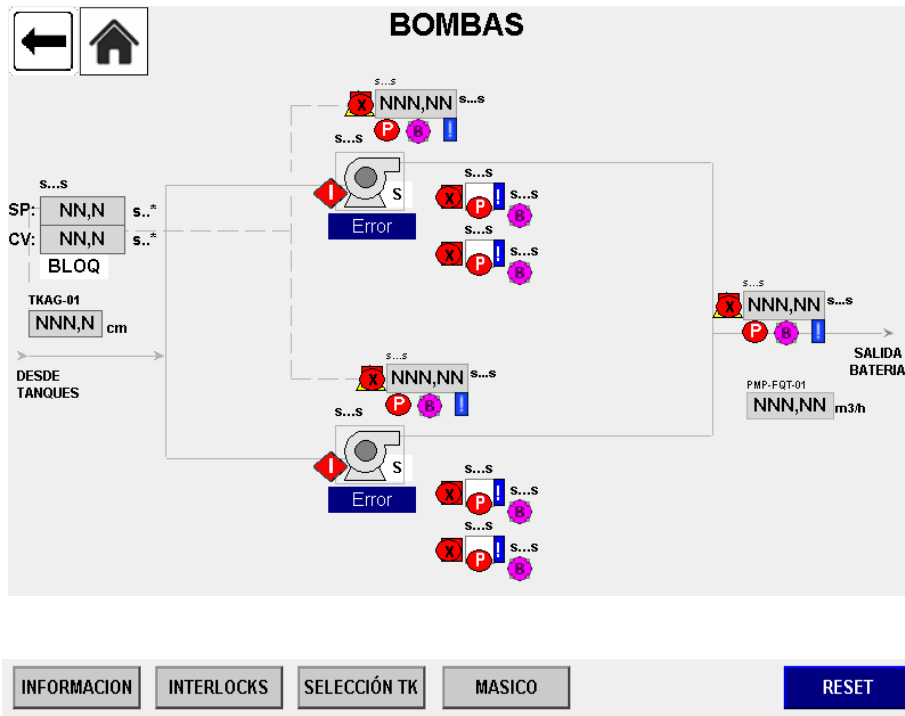 BOMBAS
s...s
X NNN,NN s...s
P B !
s...s
I S
Error
s...s
X P ! s...s
B
s...s
X P ! s...s
B
s...s
SP: NN,N s..*
CV: NN,N s..*
BLOQ
TKAG-01
NNN,N cm
DESDE
TANQUES
s...s
X NNN,NN s...s
P B !
s...s
I S
Error
s...s
X P ! s...s
B
s...s
X P ! s...s
B
s...s
X NNN,NN s...s
P B !
SALIDA
BATERIA
PMP-FQT-01
NNN,NN m3/h
INFORMACION INTERLOCKS SELECCIÓN TK MASICO RESET